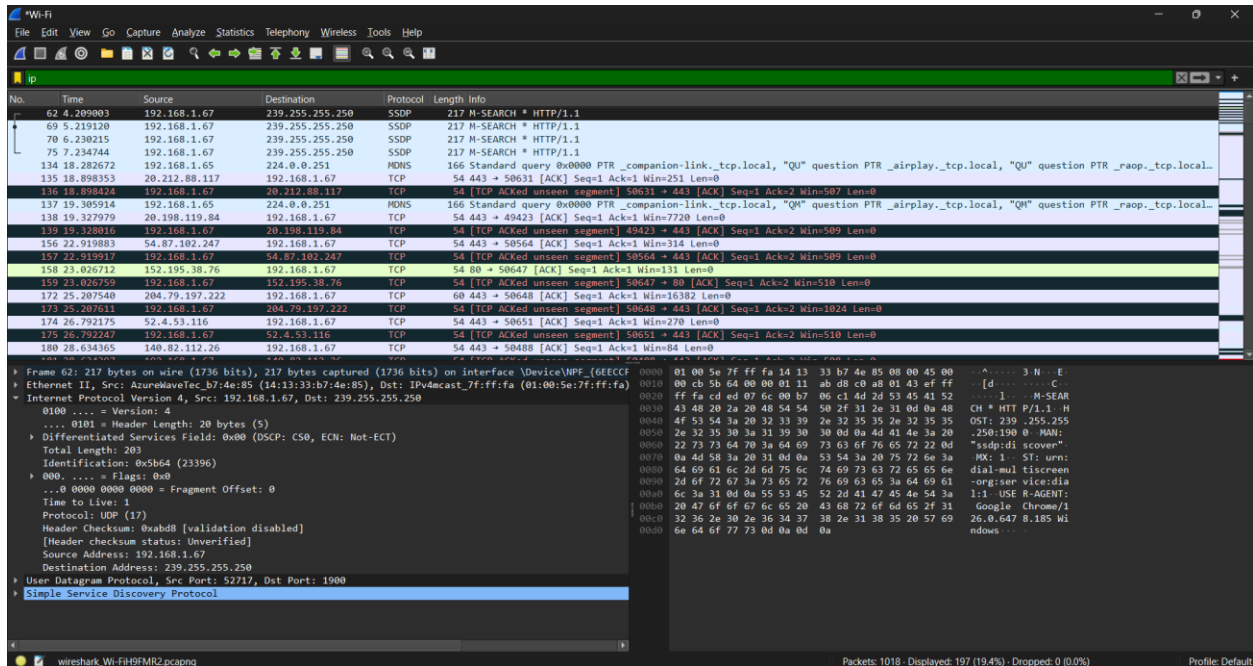 *Wi-Fi
File Edit View Go Capture Analyze Statistics Telephony Wireless Tools Help
ip
No. Time Source Destination Protocol Length Info
62 4.209003 192.168.1.67 239.255.255.250 SSDP 217 M-SEARCH * HTTP/1.1
69 5.219120 192.168.1.67 239.255.255.250 SSDP 217 M-SEARCH * HTTP/1.1
70 6.230215 192.168.1.67 239.255.255.250 SSDP 217 M-SEARCH * HTTP/1.1
75 7.234744 192.168.1.67 239.255.255.250 SSDP 217 M-SEARCH * HTTP/1.1
134 18.282672 192.168.1.65 224.0.0.251 MDNS 166 Standard query 0x0000 PTR _companion-link._tcp.local, "QU" question PTR _airplay._tcp.local, "QU" question PTR _raop._tcp.local…
135 18.898353 20.212.88.117 192.168.1.67 TCP 54 443 → 50631 [ACK] Seq=1 Ack=1 Win=251 Len=0
136 18.898424 192.168.1.67 20.212.88.117 TCP 54 [TCP ACKed unseen segment] 50631 → 443 [ACK] Seq=1 Ack=2 Win=507 Len=0
137 19.305914 192.168.1.65 224.0.0.251 MDNS 166 Standard query 0x0000 PTR _companion-link._tcp.local, "QM" question PTR _airplay._tcp.local, "QM" question PTR _raop._tcp.local…
138 19.327979 20.198.119.84 192.168.1.67 TCP 54 443 → 49423 [ACK] Seq=1 Ack=1 Win=7720 Len=0
139 19.328016 192.168.1.67 20.198.119.84 TCP 54 [TCP ACKed unseen segment] 49423 → 443 [ACK] Seq=1 Ack=2 Win=509 Len=0
156 22.919883 54.87.102.247 192.168.1.67 TCP 54 443 → 50564 [ACK] Seq=1 Ack=1 Win=314 Len=0
157 22.919917 192.168.1.67 54.87.102.247 TCP 54 [TCP ACKed unseen segment] 50564 → 443 [ACK] Seq=1 Ack=2 Win=509 Len=0
158 23.026712 152.195.38.76 192.168.1.67 TCP 54 80 → 50647 [ACK] Seq=1 Ack=1 Win=131 Len=0
159 23.026759 192.168.1.67 152.195.38.76 TCP 54 [TCP ACKed unseen segment] 50647 → 80 [ACK] Seq=1 Ack=2 Win=510 Len=0
172 25.207540 204.79.197.222 192.168.1.67 TCP 60 443 → 50648 [ACK] Seq=1 Ack=1 Win=16382 Len=0
173 25.207611 192.168.1.67 204.79.197.222 TCP 54 [TCP ACKed unseen segment] 50648 → 443 [ACK] Seq=1 Ack=2 Win=1024 Len=0
174 26.792175 52.4.53.116 192.168.1.67 TCP 54 443 → 50651 [ACK] Seq=1 Ack=1 Win=270 Len=0
175 26.792247 192.168.1.67 52.4.53.116 TCP 54 [TCP ACKed unseen segment] 50651 → 443 [ACK] Seq=1 Ack=2 Win=510 Len=0
180 28.634365 140.82.112.26 192.168.1.67 TCP 54 443 → 50488 [ACK] Seq=1 Ack=1 Win=84 Len=0
Frame 62: 217 bytes on wire (1736 bits), 217 bytes captured (1736 bits) on interface \Device\NPF_{6EECCF
Ethernet II, Src: AzureWaveTec_b7:4e:85 (14:13:33:b7:4e:85), Dst: IPv4mcast_7f:ff:fa (01:00:5e:7f:ff:fa)
Internet Protocol Version 4, Src: 192.168.1.67, Dst: 239.255.255.250
0100 .... = Version: 4
.... 0101 = Header Length: 20 bytes (5)
Differentiated Services Field: 0x00 (DSCP: CS0, ECN: Not-ECT)
Total Length: 203
Identification: 0x5b64 (23396)
000. .... = Flags: 0x0
...0 0000 0000 0000 = Fragment Offset: 0
Time to Live: 1
Protocol: UDP (17)
Header Checksum: 0xabd8 [validation disabled]
[Header checksum status: Unverified]
Source Address: 192.168.1.67
Destination Address: 239.255.255.250
User Datagram Protocol, Src Port: 52717, Dst Port: 1900
Simple Service Discovery Protocol
0000 01 00 5e 7f ff fa 14 13 33 b7 4e 85 08 00 45 00 ··^····· 3·N···E·
0010 00 cb 5b 64 00 00 01 11 ab d8 c0 a8 01 43 ef ff ··[d···· ·····C··
0020 ff fa cd ed 07 6c 00 b7 06 c1 4d 2d 53 45 41 52 ·····l·· ··M-SEAR
0030 43 48 20 2a 20 48 54 54 50 2f 31 2e 31 0d 0a 48 CH * HTT P/1.1··H
0040 4f 53 54 3a 20 32 33 39 2e 32 35 35 2e 32 35 35 OST: 239 .255.255
0050 2e 32 35 30 3a 31 39 30 30 0d 0a 4d 41 4e 3a 20 .250:190 0··MAN:
0060 22 73 73 64 70 3a 64 69 73 63 6f 76 65 72 22 0d "ssdp:di scover"·
0070 0a 4d 58 3a 20 31 0d 0a 53 54 3a 20 75 72 6e 3a ·MX: 1·· ST: urn:
0080 64 69 61 6c 2d 6d 75 6c 74 69 73 63 72 65 65 6e dial-mul tiscreen
0090 2d 6f 72 67 3a 73 65 72 76 69 63 65 3a 64 69 61 -org:ser vice:dia
00a0 6c 3a 31 0d 0a 55 53 45 52 2d 41 47 45 4e 54 3a l:1··USE R-AGENT:
00b0 20 47 6f 6f 67 6c 65 20 43 68 72 6f 6d 65 2f 31 Google Chrome/1
00c0 32 36 2e 30 2e 36 34 37 38 2e 31 38 35 20 57 69 26.0.647 8.185 Wi
00d0 6e 64 6f 77 73 0d 0a 0d 0a ndows··· ·
wireshark_Wi-FiH9FMR2.pcapng Packets: 1018 · Displayed: 197 (19.4%) · Dropped: 0 (0.0%) Profile: Default